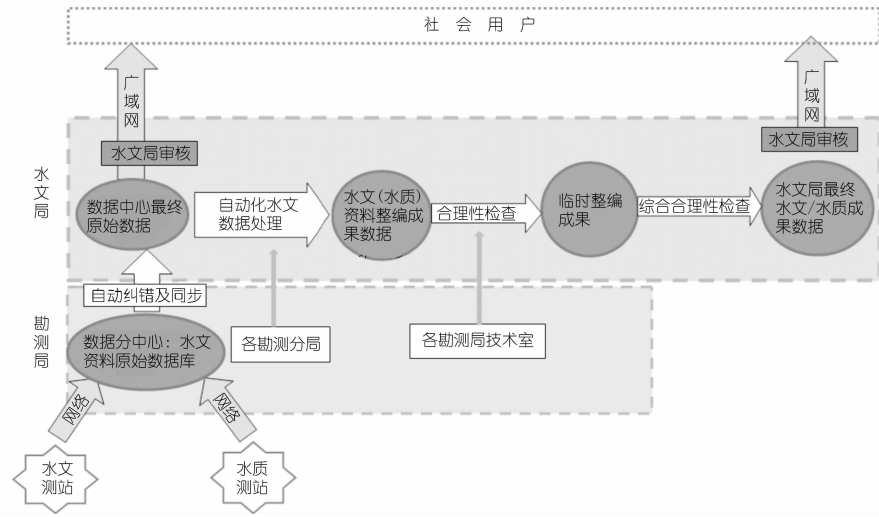 社会用户
广域网
广域网
水文局审核
水文局审核
水文局
数据中心最终
原始数据
自动化水文
数据处理
水文(水质)
资料整编成
果数据
合理性检查
临时整编
成果
综合合理性检查
水文局最终
水文/水质成
果数据
自动纠错及同步
勘测局
数据分中心：水文
资料原始数据库
各勘测分局
各勘测局技术室
网络
网络
水文
测站
水质
测站